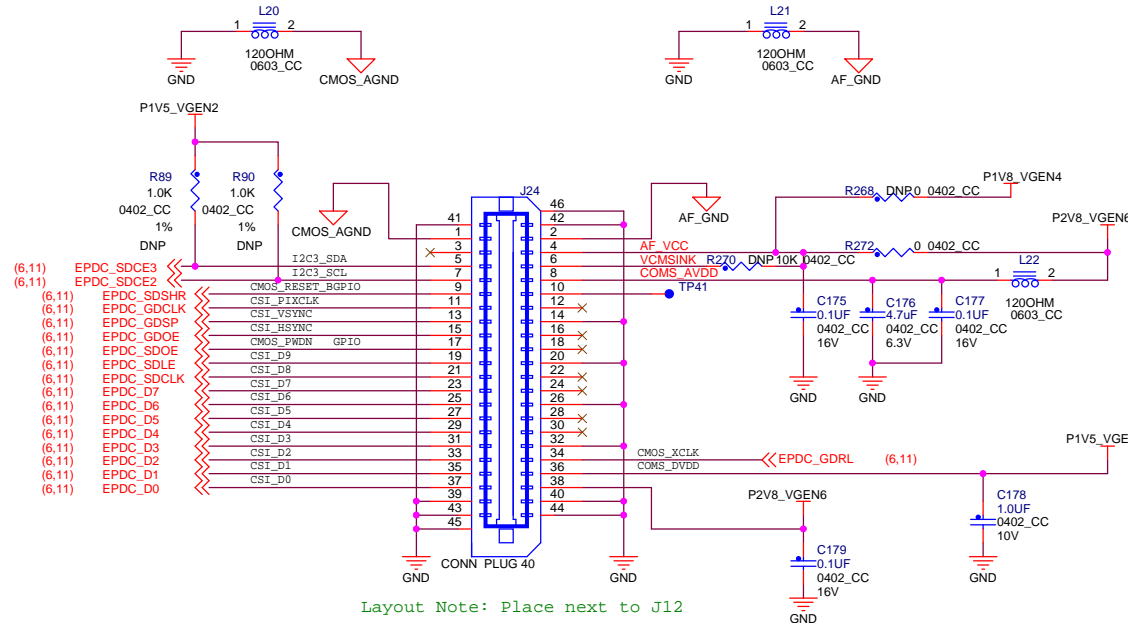 L20
1 2
120OHM
0603_CC
GND
CMOS_AGND
L21
1 2
120OHM
0603_CC
GND
AF_GND
P1V5_VGEN2
R89
1.0K
0402_CC
1%
DNP
R90
1.0K
0402_CC
1%
DNP
CMOS_AGND
J24
AF_GND
R268 DNP 0 0402_CC
P1V8_VGEN4
P2V8_VGEN6
R272 0 0402_CC
R270 DNP 10K 0402_CC
L22
1 2
120OHM
0603_CC
41 46
1 42
3 2
5 4 AF_VCC
7 6 VCMSINK
9 8 COMS_AVDD
11 10 TP41
13 12
15 14
17 16
19 18
21 20
23 22
25 24
27 26
29 28
31 30
33 32
35 34 CMOS_XCLK
37 36 COMS_DVDD
39 38
43 40
45 44
(6,11) EPDC_SDCE3 I2C3_SDA
(6,11) EPDC_SDCE2 I2C3_SCL
(6,11) EPDC_SDSHR CMOS_RESET_BGPIO
(6,11) EPDC_GDCLK CSI_PIXCLK
(6,11) EPDC_GDSP CSI_VSYNC
(6,11) EPDC_GDOE CSI_HSYNC
(6,11) EPDC_SDOE CMOS_PWDN GPIO
(6,11) EPDC_SDLE CSI_D9
(6,11) EPDC_SDCLK CSI_D8
(6,11) EPDC_D7 CSI_D7
(6,11) EPDC_D6 CSI_D6
(6,11) EPDC_D5 CSI_D5
(6,11) EPDC_D4 CSI_D4
(6,11) EPDC_D3 CSI_D3
(6,11) EPDC_D2 CSI_D2
(6,11) EPDC_D1 CSI_D1
(6,11) EPDC_D0 CSI_D0
C175
0.1UF
0402_CC
16V
GND
C176
4.7uF
0402_CC
6.3V
GND
C177
0.1UF
0402_CC
16V
EPDC_GDRL (6,11)
P1V5_VGE
P2V8_VGEN6
C178
1.0UF
0402_CC
10V
GND
C179
0.1UF
0402_CC
16V
GND
GND
CONN PLUG 40
GND
Layout Note: Place next to J12